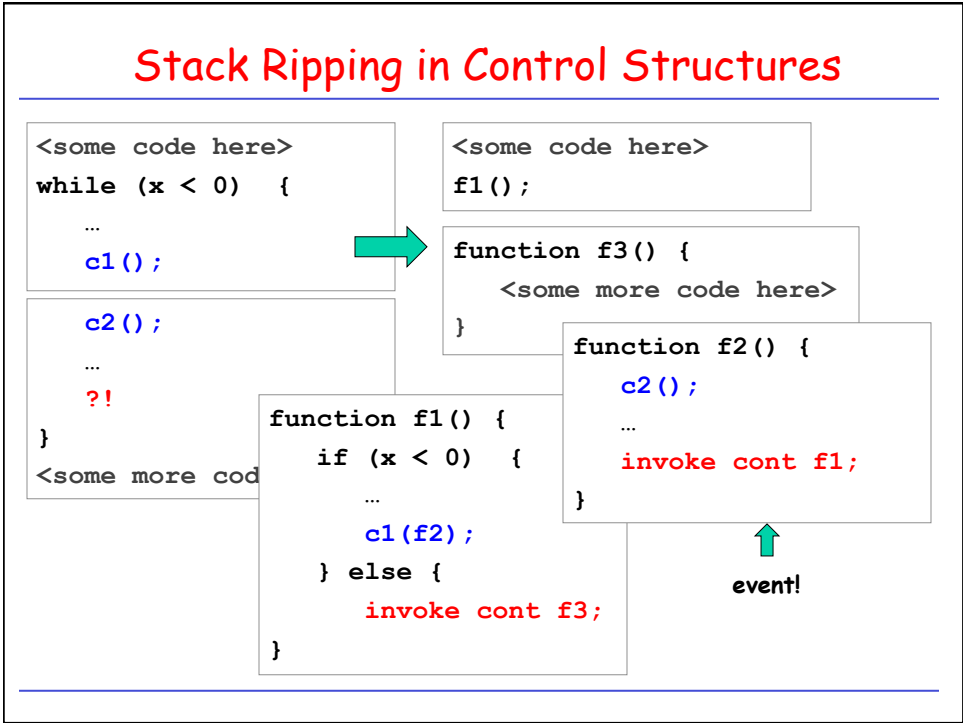 Stack Ripping in Control Structures
<some code here>
while (x < 0) {
…
c1();
c2();
…
?!
}
<some more cod
<some code here>
f1();
function f3() {
<some more code here>
}
function f1() {
if (x < 0) {
…
c1(f2);
} else {
invoke cont f3;
}
function f2() {
c2();
…
invoke cont f1;
}
event!